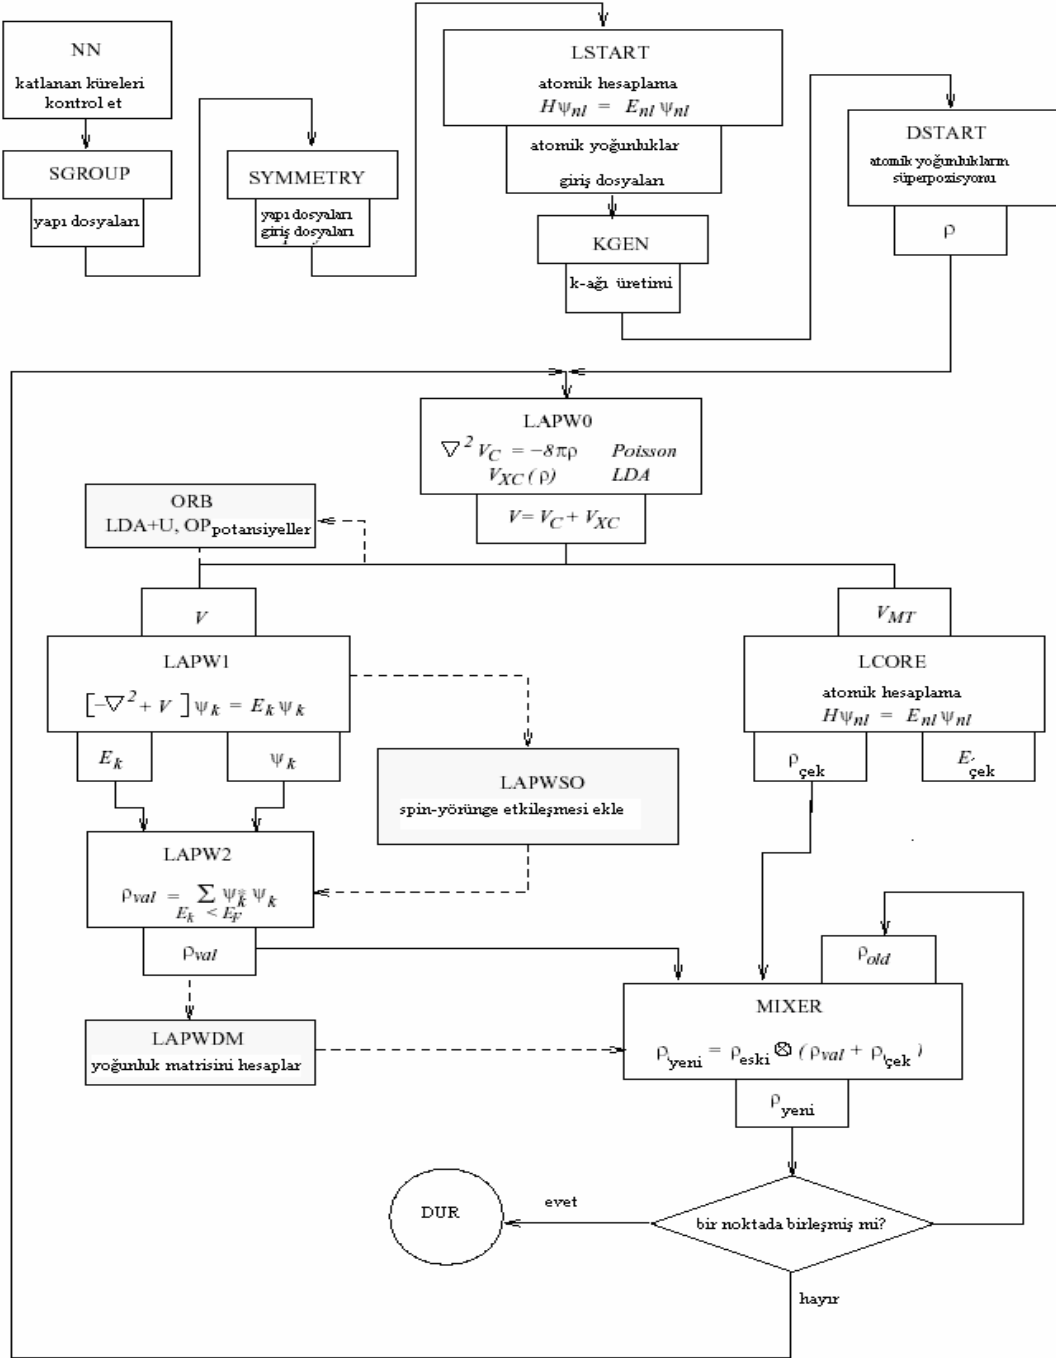 NN
katlanan küreleri
kontrol et
SGROUP
yapı dosyaları
SYMMETRY
yapı dosyaları
giriş dosyaları
LSTART
atomik hesaplama
Hψnl = Enl ψnl
atomik yoğunluklar
giriş dosyaları
KGEN
k-ağı üretimi
DSTART
atomik yoğunlukların
süperpozisyonu
ρ
LAPW0
∇² VC = −8πρ Poisson
VXC(ρ) LDA
V = VC + VXC
ORB
LDA+U, OP potansiyeller
V
LAPW1
[−∇² + V]ψk = Ek ψk
Ek
ψk
VMT
LCORE
atomik hesaplama
Hψnl = Enl ψnl
ρçek
Eçek
LAPWSO
spin-yörünge etkileşmesi ekle
LAPW2
ρval = Σ ψk* ψk
Ek < EF
ρval
ρold
LAPWDM
yoğunluk matrisini hesaplar
MIXER
ρyeni = ρeski ⊗ (ρval + ρçek)
ρyeni
DUR
evet
bir noktada birleşmiş mi?
hayır